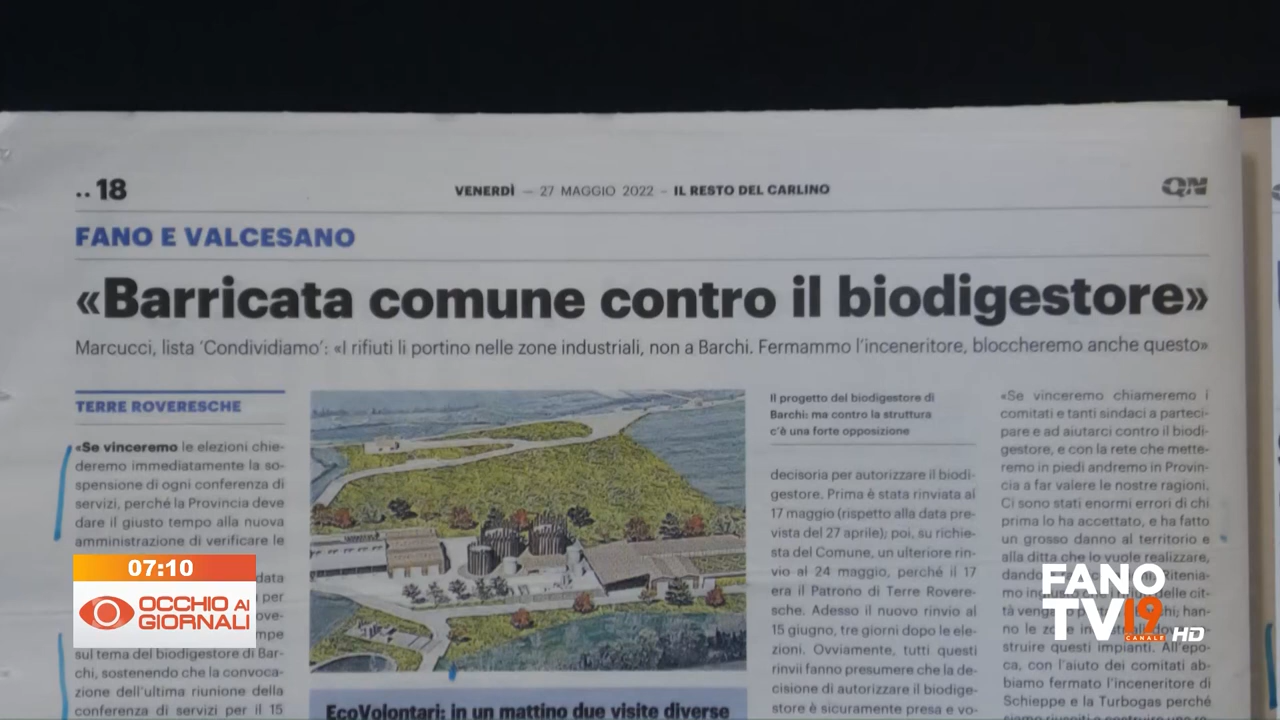 .. 18
VENERDÌ — 27 MAGGIO 2022 – IL RESTO DEL CARLINO
QN
FANO E VALCESANO
«Barricata comune contro il biodigestore»
Marcucci, lista 'Condividiamo': «I rifiuti li portino nelle zone industriali, non a Barchi. Fermammo l'inceneritore, bloccheremo anche questo»
TERRE ROVERESCHE
«Se vinceremo le elezioni chie-
deremo immediatamente la so-
spensione di ogni conferenza di
servizi, perché la Provincia deve
dare il giusto tempo alla nuova
amministrazione di verificare le
data
per
ove-
mpe
sul tema del biodigestore di Bar-
chi, sostenendo che la convoca-
zione dell'ultima riunione della
conferenza di servizi per il 15
Il progetto del biodigestore di
Barchi: ma contro la struttura
c'è una forte opposizione
decisoria per autorizzare il biodi-
gestore. Prima è stata rinviata al
17 maggio (rispetto alla data pre-
vista del 27 aprile); poi, su richie-
sta del Comune, un ulteriore rin-
vio al 24 maggio, perché il 17
era il Patrono di Terre Rovere-
sche. Adesso il nuovo rinvio al
15 giugno, tre giorni dopo le ele-
zioni. Ovviamente, tutti questi
rinvii fanno presumere che la de-
cisione di autorizzare il biodige-
store è sicuramente presa e vo-
«Se vinceremo chiameremo i
comitati e tanti sindaci a parteci-
pare e ad aiutarci contro il biodi-
gestore, e con la rete che mette-
remo in piedi andremo in Provin-
cia a far valere le nostre ragioni.
Ci sono stati enormi errori di chi
prima lo ha accettato, e ha fatto
un grosso danno al territorio e
alla ditta che lo vuole realizzare,
dand
mo
delle cit-
tà
han-
no le
struire questi impianti. All'epo-
ca, con l'aiuto dei comitati ab-
biamo fermato l'inceneritore di
Schieppe e la Turbogas perché
EcoVolontari: in un mattino due visite diverse
07:10
OCCHIO AI
GIORNALI
FANO
TV19
CANALE
HD